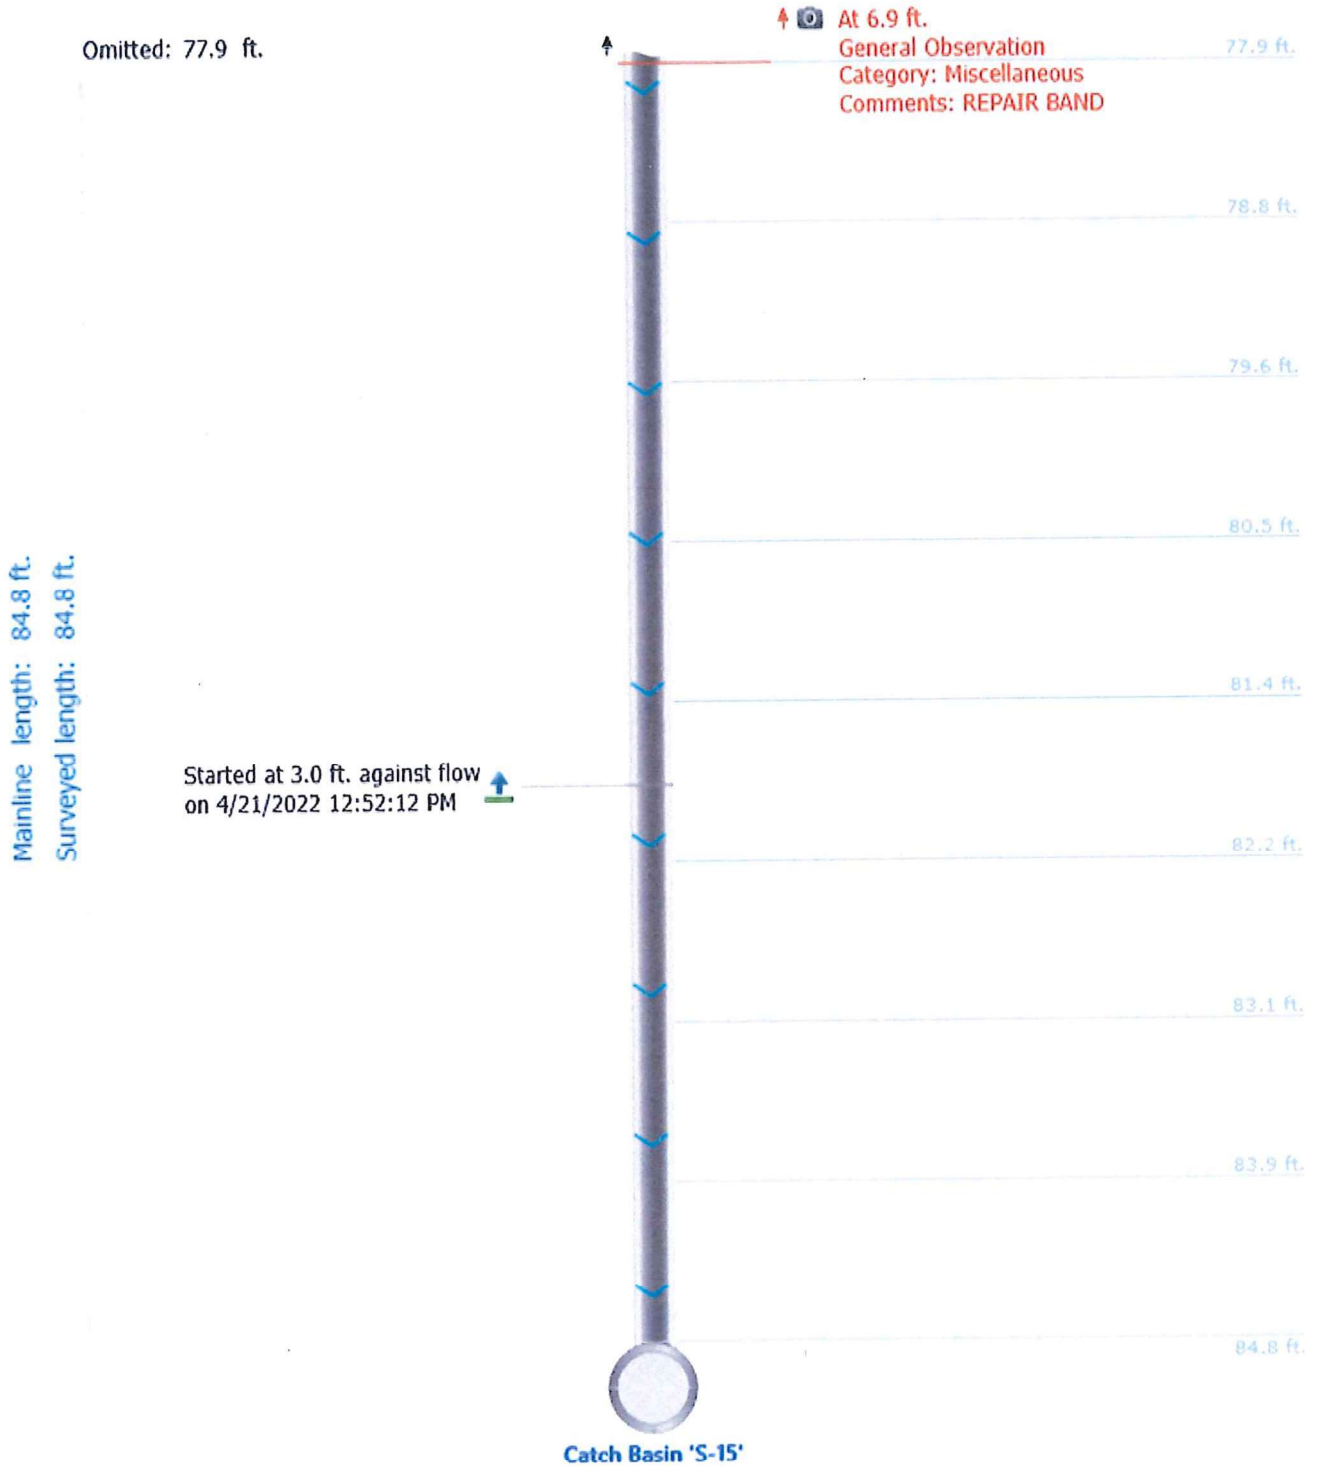 At 6.9 ft.
Omitted: 77.9 ft.
General Observation
77.9 ft.
Category: Miscellaneous
Comments: REPAIR BAND
78.8 ft.
79.6 ft.
80.5 ft.
Mainline length: 84.8 ft.
Surveyed length: 84.8 ft.
81.4 ft.
Started at 3.0 ft. against flow
on 4/21/2022 12:52:12 PM
82.2 ft.
83.1 ft.
83.9 ft.
84.8 ft.
Catch Basin 'S-15'